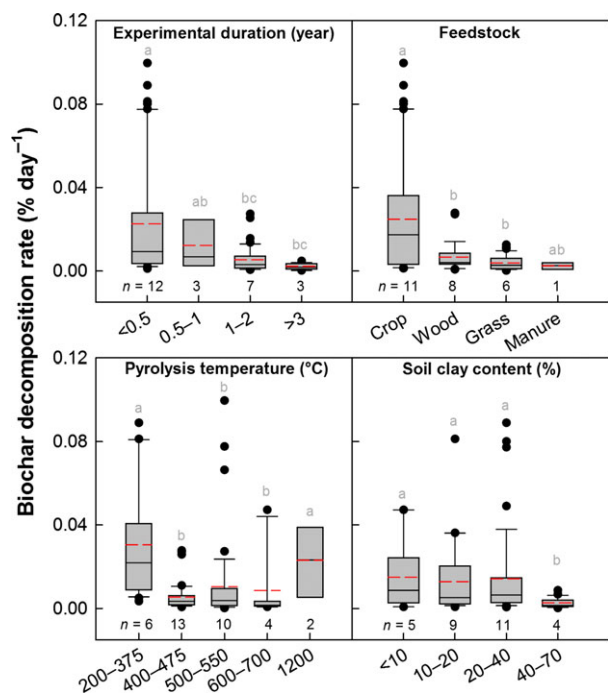 Biochar decomposition rate (% day⁻¹)
Experimental duration (year)
0.12
0.08
0.04
0.00
a
ab
bc
bc
n = 12 3 7 3
<0.5 0.5–1 1–2 >3
Feedstock
a
b
b
ab
n = 11 8 6 1
Crop Wood Grass Manure
Pyrolysis temperature (°C)
0.12
0.08
0.04
0.00
a
b
b
b
a
n = 6 13 10 4 2
200–375 400–475 500–550 600–700 1200
Soil clay content (%)
a
a
a
b
n = 5 9 11 4
<10 10–20 20–40 40–70